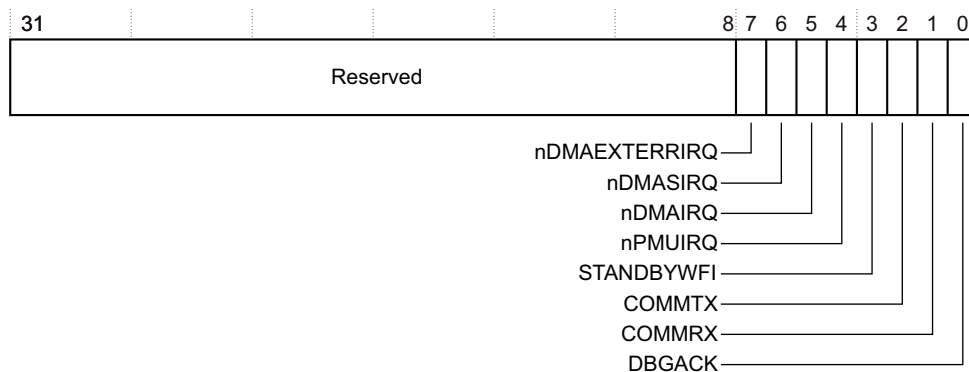 31 8 7 6 5 4 3 2 1 0
Reserved
nDMAEXTERRIRQ
nDMASIRQ
nDMAIRQ
nPMUIRQ
STANDBYWFI
COMMTX
COMMRX
DBGACK